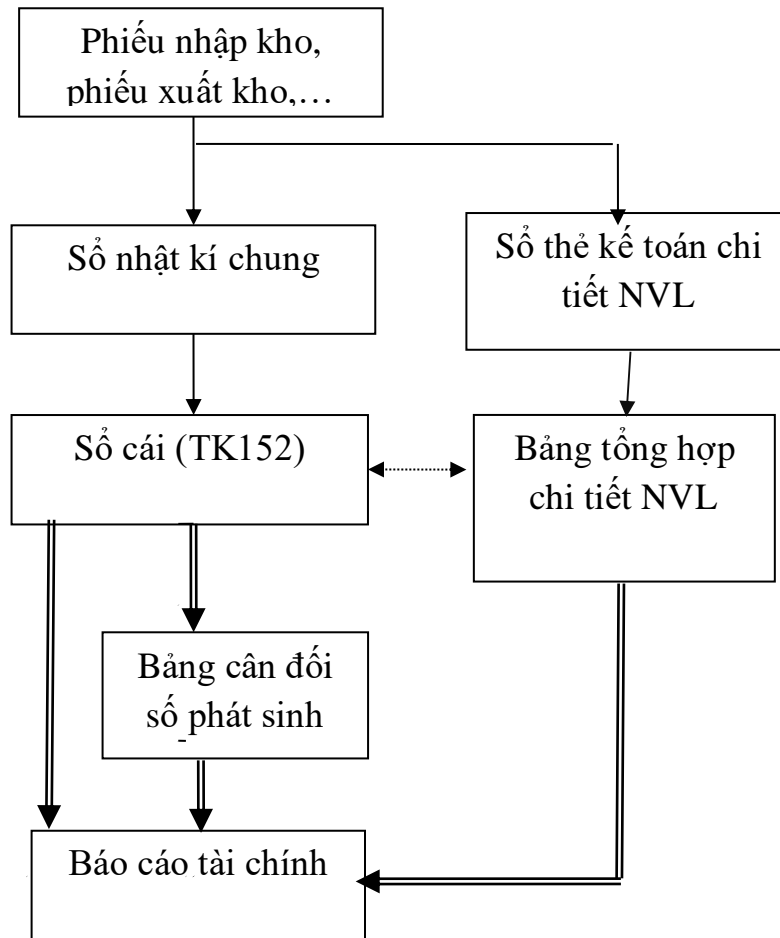 Phiếu nhập kho,
phiếu xuất kho,…
Sổ nhật kí chung
Sổ thẻ kế toán chi
tiết NVL
Sổ cái (TK152)
Bảng tổng hợp
chi tiết NVL
Bảng cân đối
số phát sinh
Báo cáo tài chính